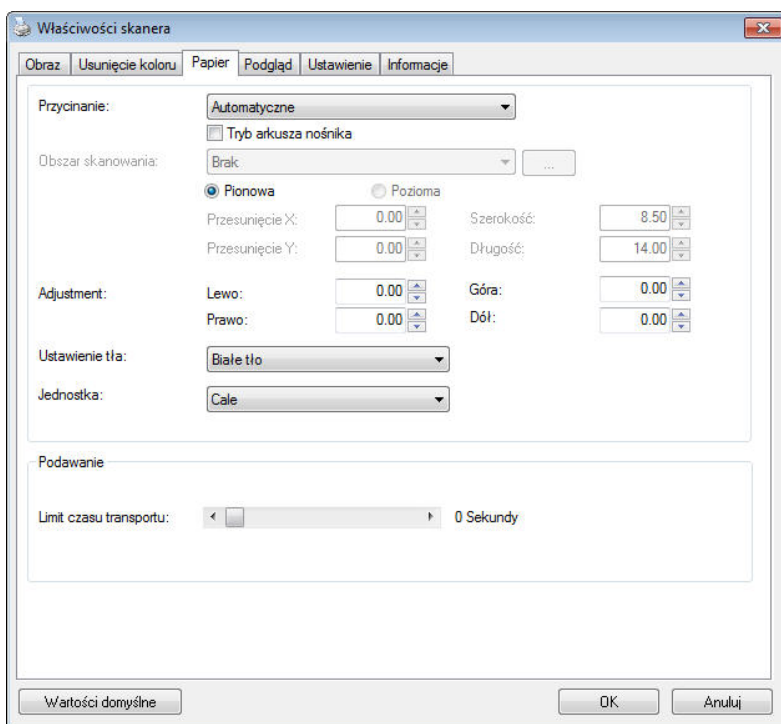 Właściwości skanera
Obraz Usunięcie koloru Papier Podgląd Ustawienie Informacje
Przycinanie: Automatyczne
Tryb arkusza nośnika
Obszar skanowania: Brak ...
Pionowa Pozioma
Przesunięcie X: 0.00 Szerokość: 8.50
Przesunięcie Y: 0.00 Długość: 14.00
Adjustment: Lewo: 0.00 Góra: 0.00
Prawo: 0.00 Dół: 0.00
Ustawienie tła: Białe tło
Jednostka: Cale
Podawanie
Limit czasu transportu: 0 Sekundy
Wartości domyślne OK Anuluj